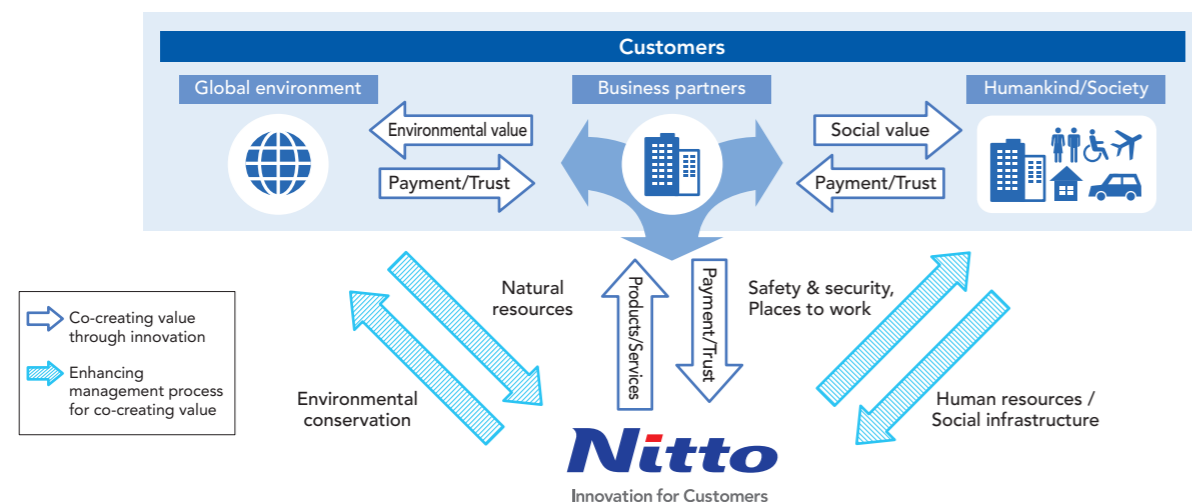 Customers
Global environment
Business partners
Humankind/Society
Environmental value
Social value
Payment/Trust
Payment/Trust
Natural
resources
Products/Services
Payment/Trust
Safety & security,
Places to work
Co-creating value
through innovation
Enhancing
management process
for co-creating value
Environmental
conservation
Human resources /
Social infrastructure
Nitto
Innovation for Customers